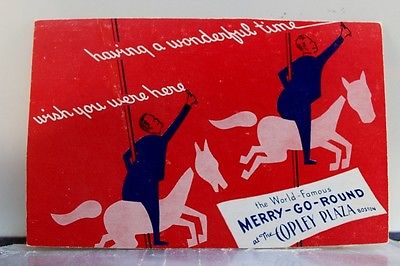 having a wonderful time
wish you were here
the World-Famous
MERRY-GO-ROUND
at The COPLEY PLAZA BOSTON